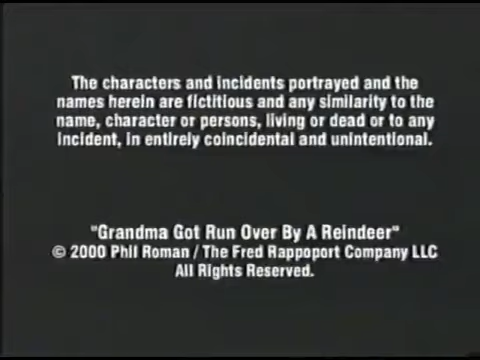 The characters and incidents portrayed and the
names herein are fictitious and any similarity to the
name, character or persons, living or dead or to any
incident, in entirely coincidental and unintentional.
"Grandma Got Run Over By A Reindeer"
© 2000 Phil Roman / The Fred Rappoport Company LLC
All Rights Reserved.